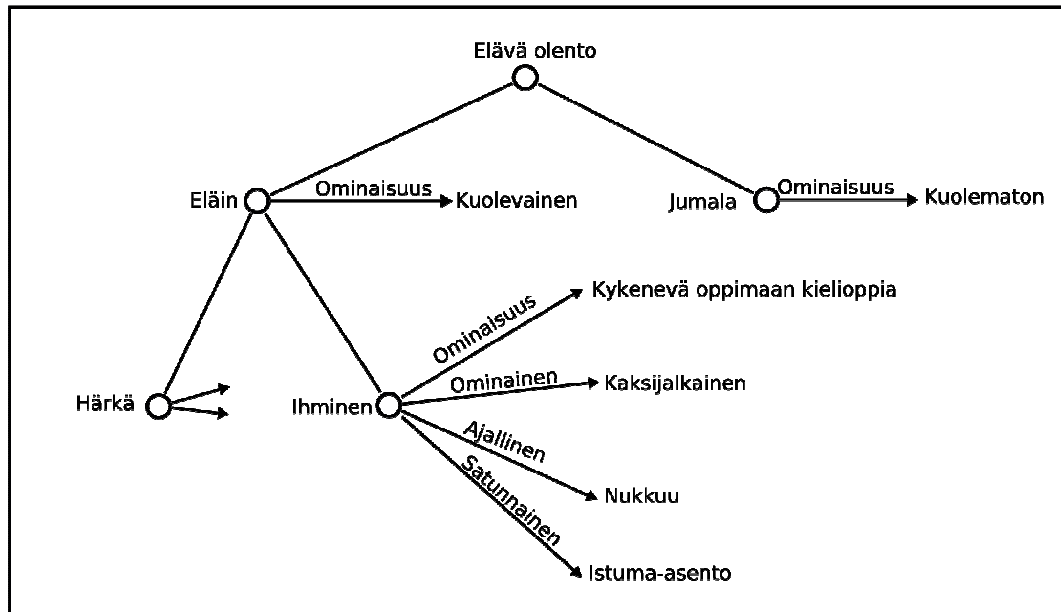 Elävä olento
Eläin
Ominaisuus
Kuolevainen
Jumala
Ominaisuus
Kuolematon
Ominaisuus
Kykenevä oppimaan kielioppia
Härkä
Ihminen
Ominainen
Kaksijalkainen
Ajallinen
Nukkuu
Satunnainen
Istuma-asento